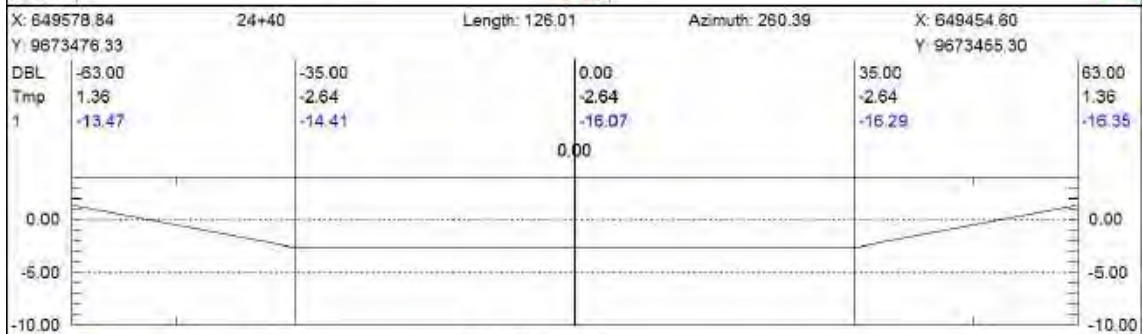 X: 649578.84 24+40 Length: 126.01 Azimuth: 260.39 X: 649454.60
Y: 9673476.33 Y: 9673465.30
DBL -63.00 -35.00 0.00 35.00 63.00
Tmp 1.36 -2.64 -2.64 -2.64 1.36
1 -13.47 -14.41 -16.07 -16.29 -16.35
0.00
0.00 0.00
-5.00 -5.00
-10.00 -10.00